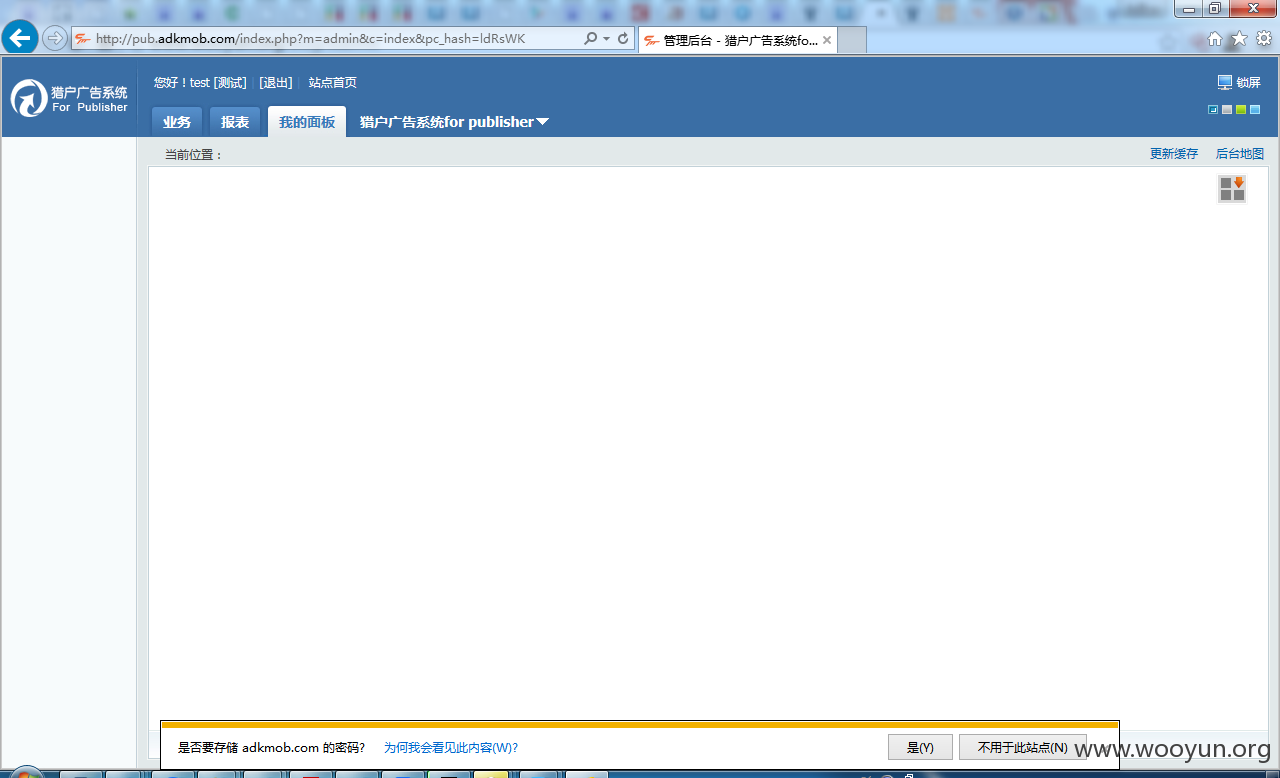 http://pub.adkmob.com/index.php?m=admin&c=index&pc_hash=ldRsWK
管理后台 - 猎户广告系统fo...
猎户广告系统
For Publisher
您好！test [测试] [退出] 站点首页
锁屏
业务
报表
我的面板
猎户广告系统for publisher
当前位置：
更新缓存
后台地图
是否要存储 adkmob.com 的密码?
为何我会看见此内容(W)?
是(Y)
不用于此站点(N)
www.wooyun.org